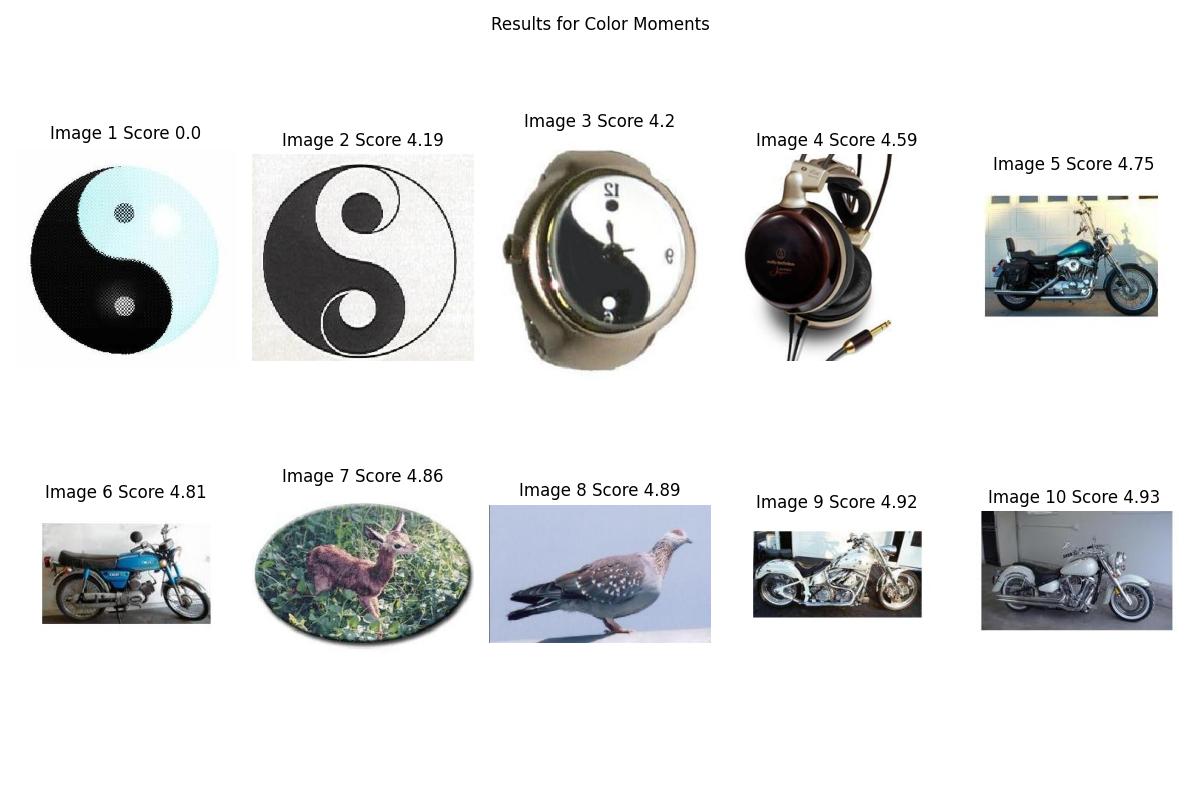 Results for Color Moments
Image 1 Score 0.0
Image 2 Score 4.19
Image 3 Score 4.2
Image 4 Score 4.59
Image 5 Score 4.75
12
9
audio-technica
Image 6 Score 4.81
Image 7 Score 4.86
Image 8 Score 4.89
Image 9 Score 4.92
Image 10 Score 4.93